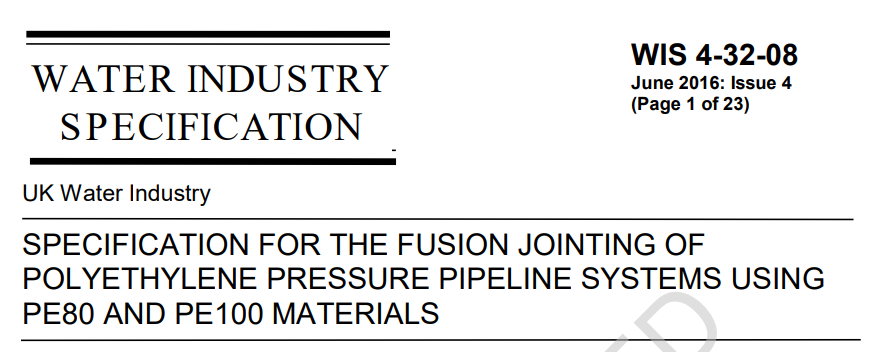 WATER INDUSTRY
SPECIFICATION
WIS 4-32-08
June 2016: Issue 4
(Page 1 of 23)
UK Water Industry
SPECIFICATION FOR THE FUSION JOINTING OF
POLYETHYLENE PRESSURE PIPELINE SYSTEMS USING
PE80 AND PE100 MATERIALS